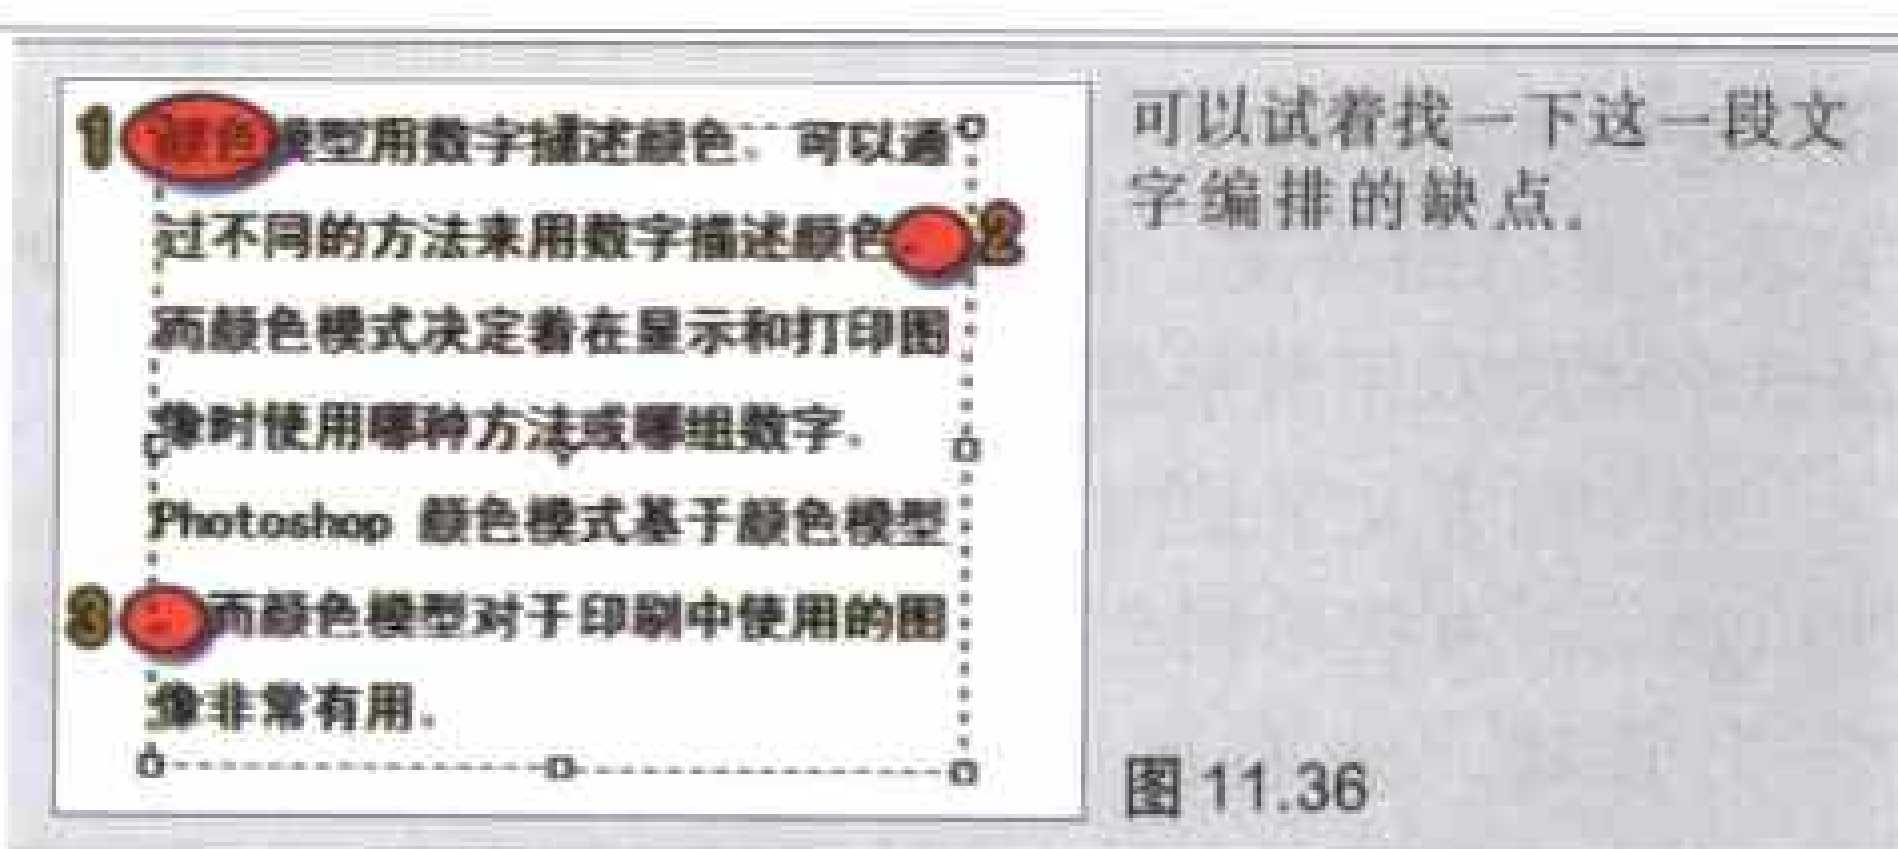 1 颜色模型用数字描述颜色。可以通
过不同的方法来用数字描述颜色 2
而颜色模式决定着在显示和打印图
像时使用哪种方法或哪组数字。
Photoshop 颜色模式基于颜色模型
3 而颜色模型对于印刷中使用的图
像非常有用。
可以试着找一下这一段文
字编排的缺点。
图 11.36